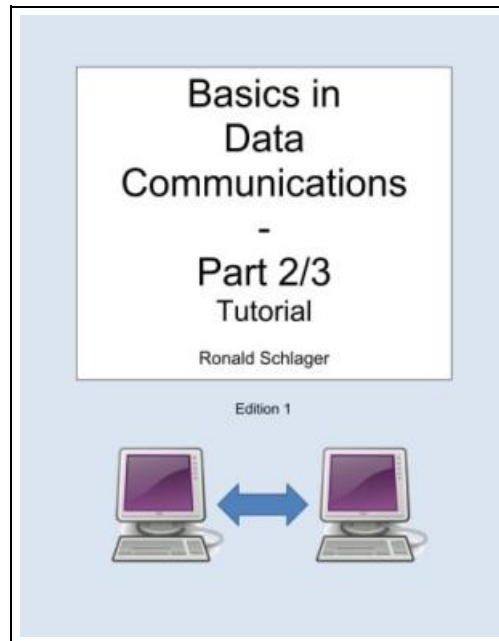 Basics in
Data
Communications
-
Part 2/3
Tutorial
Ronald Schlager
Edition 1